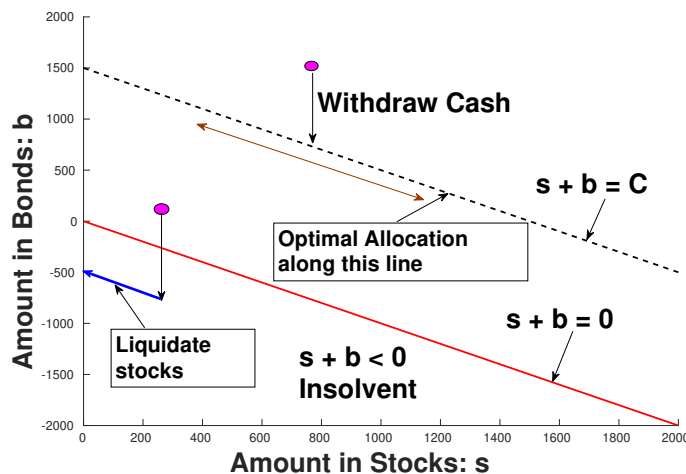 1500
1000
500
0
-500
-1000
-1500
-2000
Amount in Bonds: b
Withdraw Cash
s + b = C
Optimal Allocation
along this line
s + b = 0
Liquidate
stocks
s + b < 0
Insolvent
0
200
400
600
800
1000
1200
1400
1600
1800
2000
Amount in Stocks: s